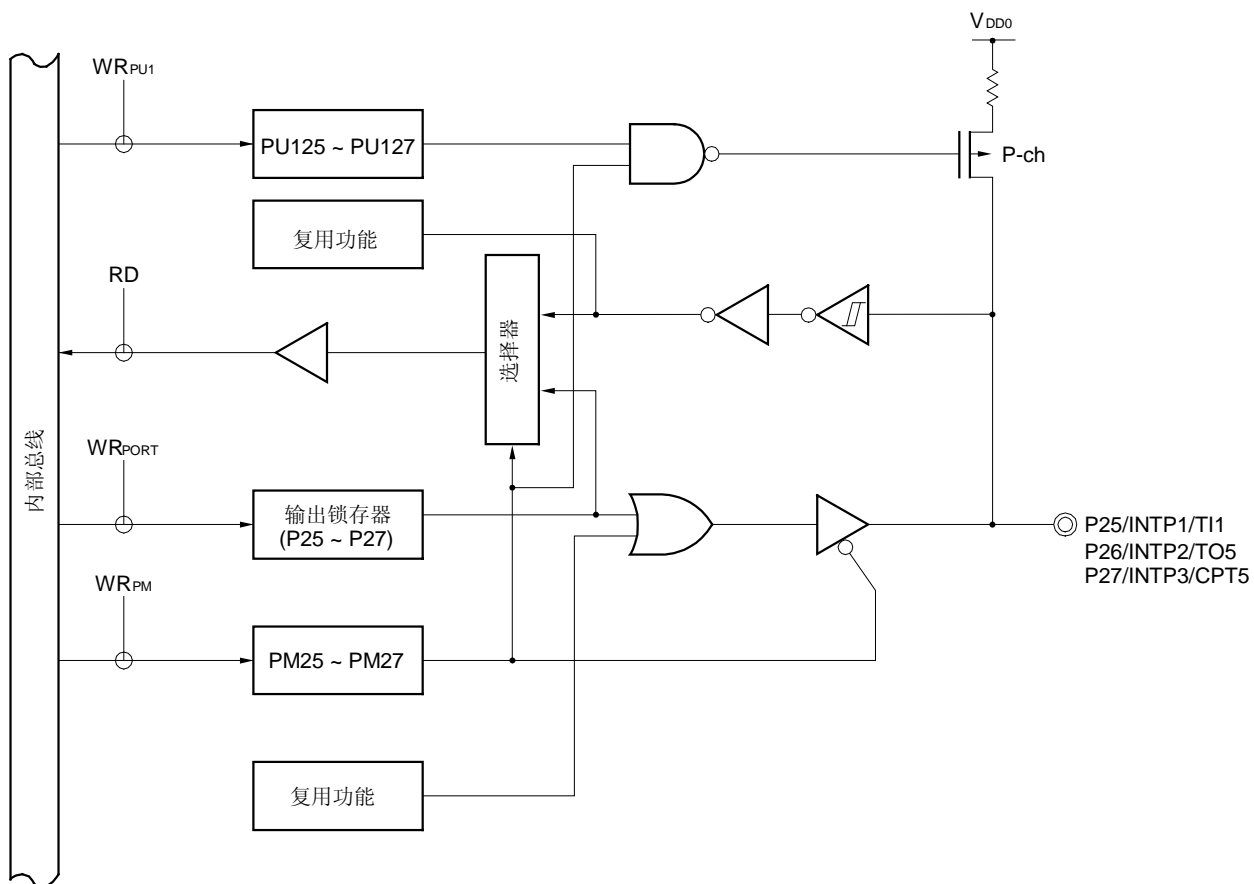 VDD0
WRPU1
PU125 ~ PU127
P-ch
复用功能
RD
选择器
内部总线
WRPORT
输出锁存器
(P25 ~ P27)
P25/INTP1/TI1
P26/INTP2/TO5
P27/INTP3/CPT5
WRPM
PM25 ~ PM27
复用功能